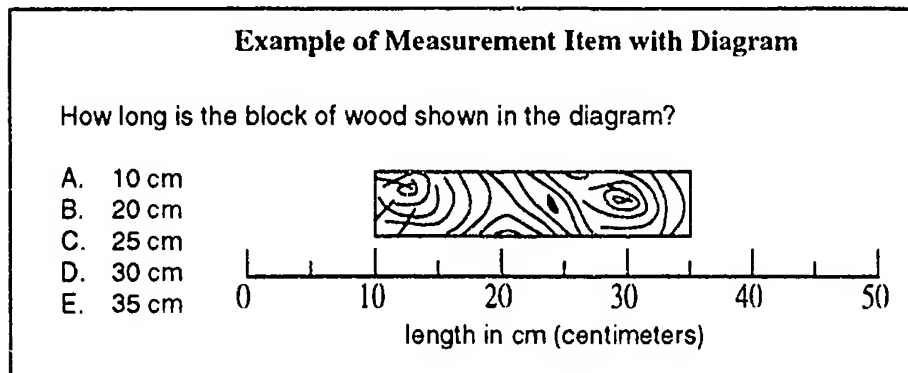 Example of Measurement Item with Diagram
How long is the block of wood shown in the diagram?
A. 10 cm
B. 20 cm
C. 25 cm
D. 30 cm
E. 35 cm
0 10 20 30 40 50
length in cm (centimeters)